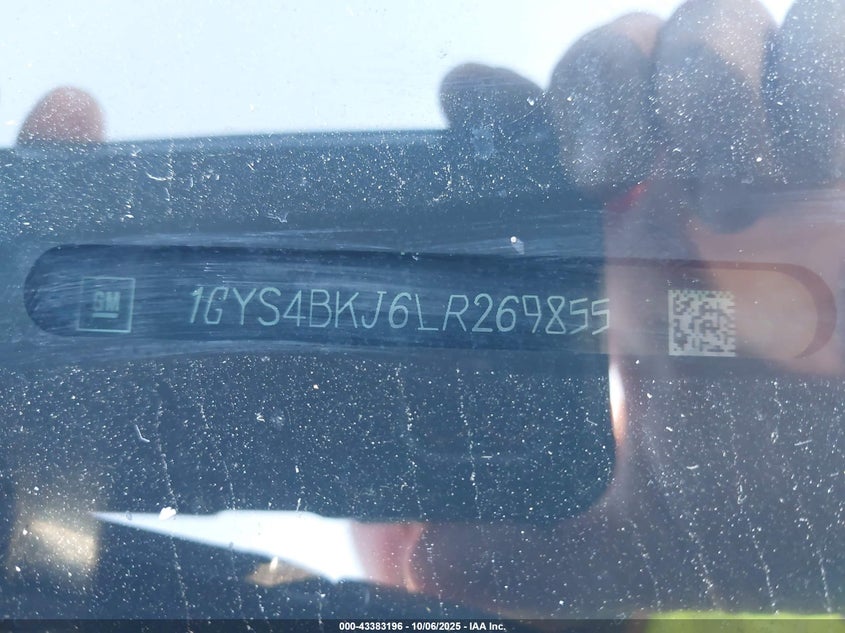 GM 1GYS4BKJ6LR269855
000-43383196 - 10/06/2025 - IAA Inc.